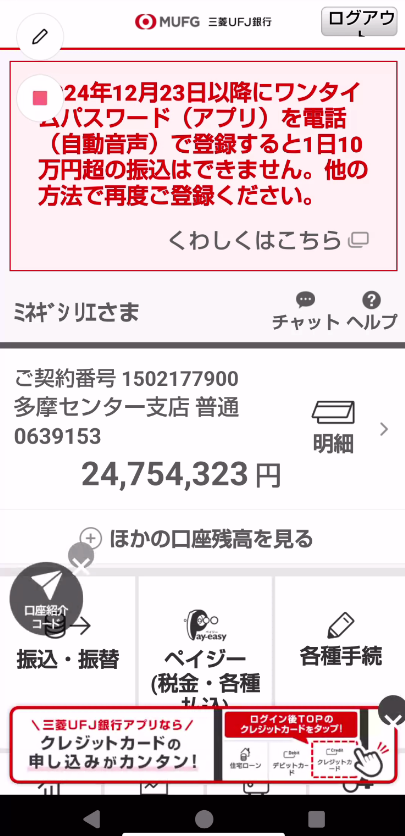 MUFG 三菱UFJ銀行
ログアウト
2024年12月23日以降にワンタイ
ムパスワード（アプリ）を電話
（自動音声）で登録すると1日10
万円超の振込はできません。他の
方法で再度ご登録ください。
くわしくはこちら
ﾐﾈｷﾞｼ ﾘｴさま
チャット ヘルプ
ご契約番号 1502177900
多摩センター支店 普通
0639153
明細
24,754,323 円
ほかの口座残高を見る
口座紹介
コード
振込・振替
Pay-easy
ペイジー
(税金・各種
払込)
各種手続
三菱UFJ銀行アプリなら
クレジットカードの
申し込みがカンタン！
ログイン後TOPの
クレジットカードをタップ！
住宅ローン
Debit
デビットカード
Credit
クレジットカード